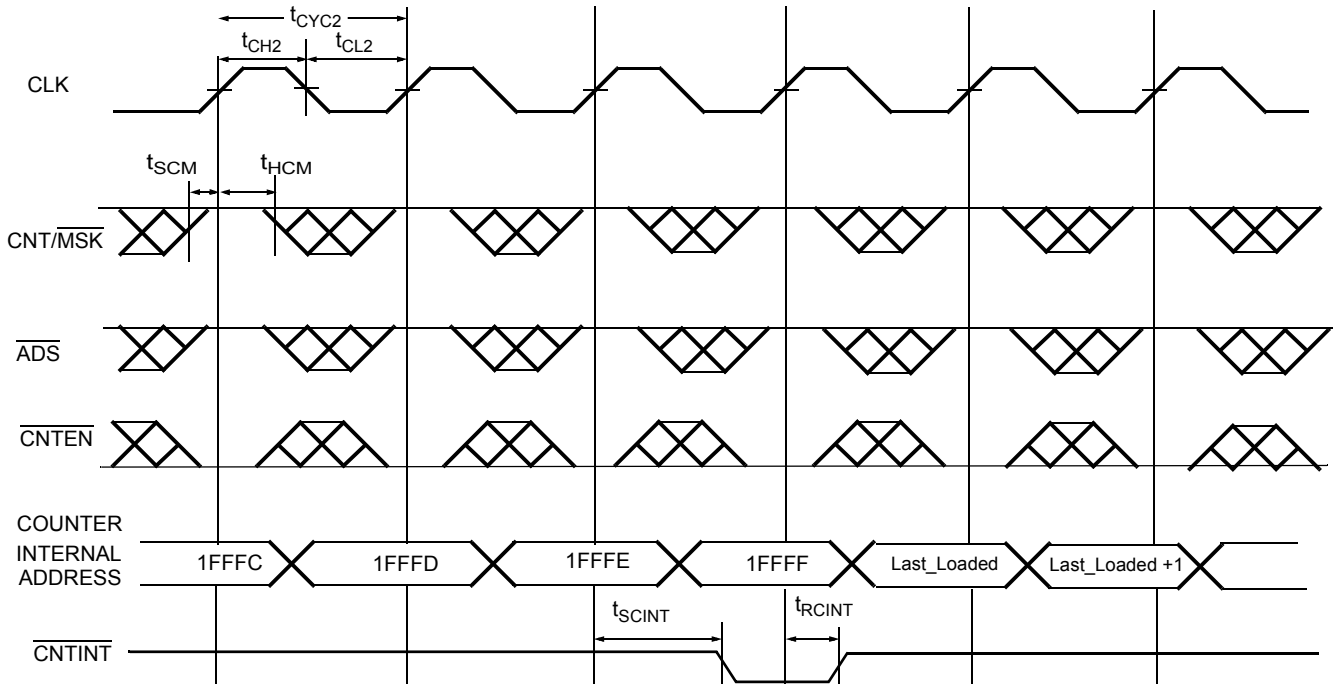 tCYC2
tCH2
tCL2
CLK
tSCM
tHCM
CNT/MSK
ADS
CNTEN
COUNTER
INTERNAL
ADDRESS
1FFFC
1FFFD
1FFFE
1FFFF
Last_Loaded
Last_Loaded +1
tSCINT
tRCINT
CNTINT